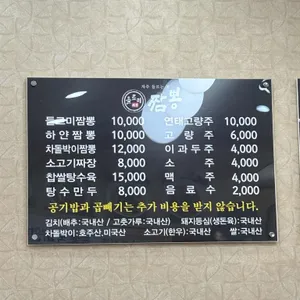 짬뽕
들르미짬뽕 10,000 연태고량주 10,000
하얀짬뽕 10,000 고량주 6,000
차돌박이짬뽕 12,000 이과두주 4,000
소고기짜장 8,000 소주 4,000
찹쌀탕수육 15,000 맥주 4,000
탕수만두 8,000 음료수 2,000
공기밥과 곱빼기는 추가 비용을 받지 않습니다.
김치(배추:국내산 / 고춧가루:국내산) 돼지등심(생돈육):국내산
차돌박이:호주산,미국산 소고기(한우):국내산 쌀:국내산